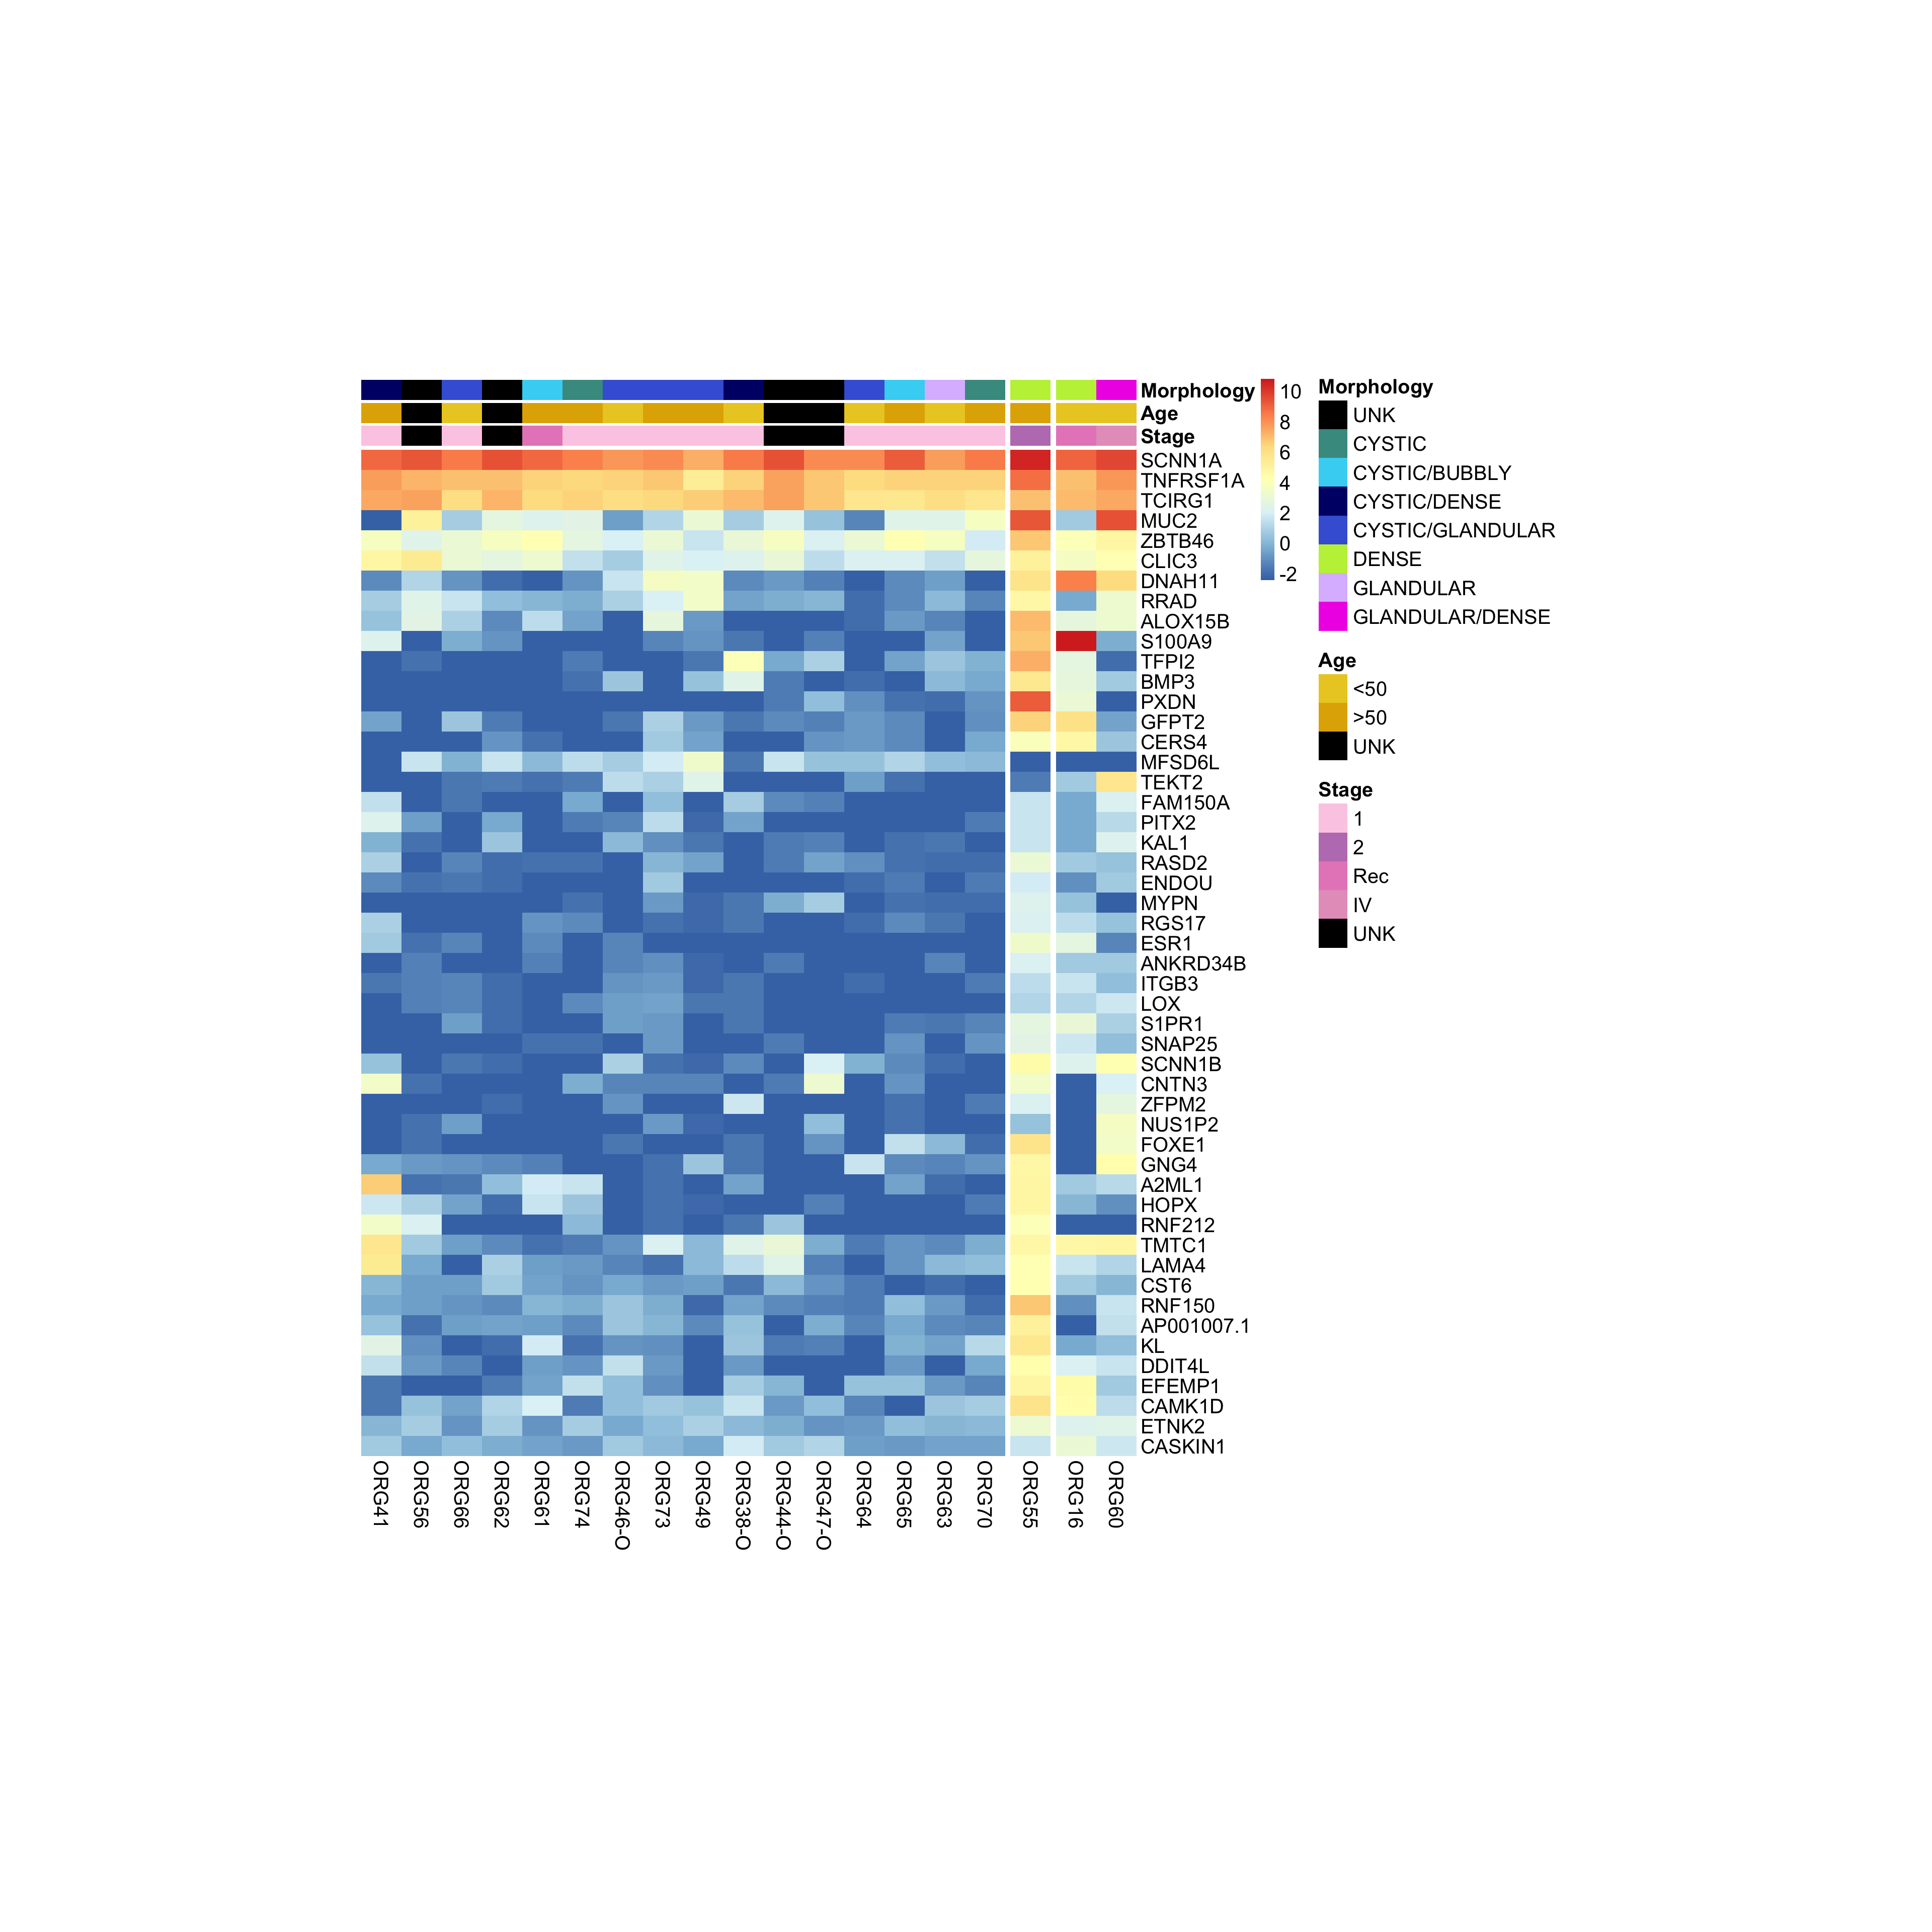 Morphology
Age
Stage
SCNN1A
TNFRSF1A
TCIRG1
MUC2
ZBTB46
CLIC3
DNAH11
RRAD
ALOX15B
S100A9
TFPI2
BMP3
PXDN
GFPT2
CERS4
MFSD6L
TEKT2
FAM150A
PITX2
KAL1
RASD2
ENDOU
MYPN
RGS17
ESR1
ANKRD34B
ITGB3
LOX
S1PR1
SNAP25
SCNN1B
CNTN3
ZFPM2
NUS1P2
FOXE1
GNG4
A2ML1
HOPX
RNF212
TMTC1
LAMA4
CST6
RNF150
AP001007.1
KL
DDIT4L
EFEMP1
CAMK1D
ETNK2
CASKIN1
ORG41
ORG56
ORG66
ORG62
ORG61
ORG74
ORG46-O
ORG73
ORG49
ORG38-O
ORG44-O
ORG47-O
ORG64
ORG65
ORG63
ORG70
ORG55
ORG16
ORG60
10
8
6
4
2
0
-2
Morphology
UNK
CYSTIC
CYSTIC/BUBBLY
CYSTIC/DENSE
CYSTIC/GLANDULAR
DENSE
GLANDULAR
GLANDULAR/DENSE
Age
<50
>50
UNK
Stage
1
2
Rec
IV
UNK